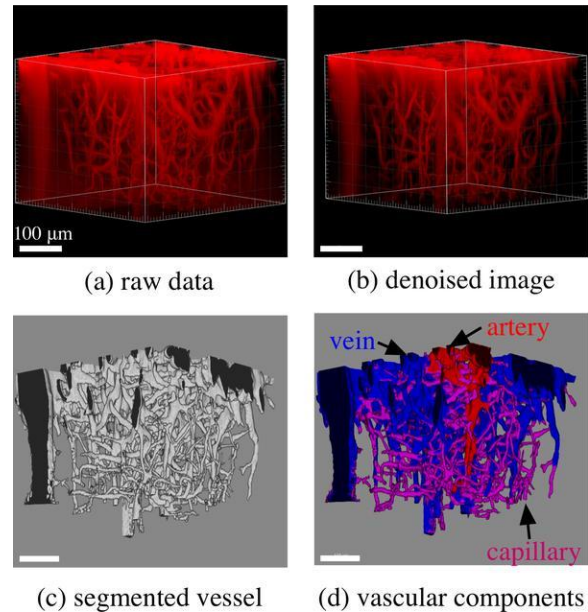 100 µm
(a) raw data
(b) denoised image
vein
artery
capillary
(c) segmented vessel
(d) vascular components